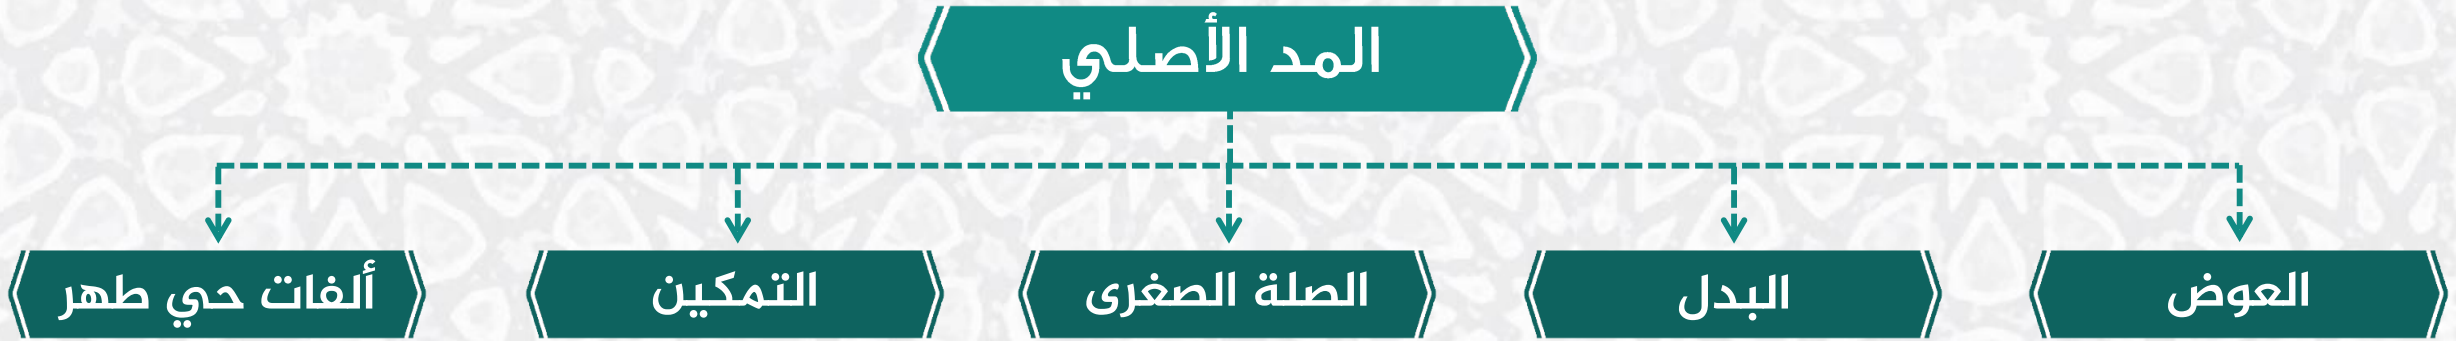 المد الأصلي
العوض
البدل
الصلة الصغرى
التمكين
ألفات حي طهر